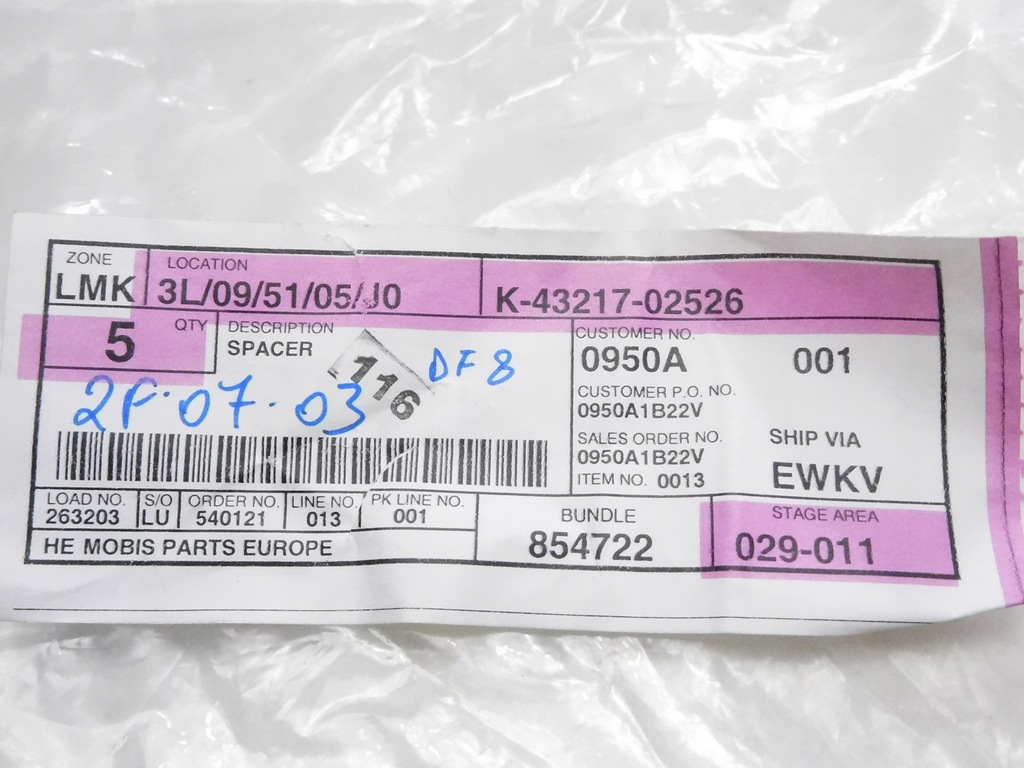 ZONE LOCATION
LMK 3L/09/51/05/J0 K-43217-02526
5 QTY DESCRIPTION
SPACER
116
DF 8
2F.07.03
CUSTOMER NO.
0950A 001
CUSTOMER P.O. NO.
0950A1B22V
SALES ORDER NO. SHIP VIA
0950A1B22V
ITEM NO. 0013 EWKV
LOAD NO. S/O ORDER NO. LINE NO. PK LINE NO.
263203 LU 540121 013 001
HE MOBIS PARTS EUROPE
BUNDLE
854722
STAGE AREA
029-011